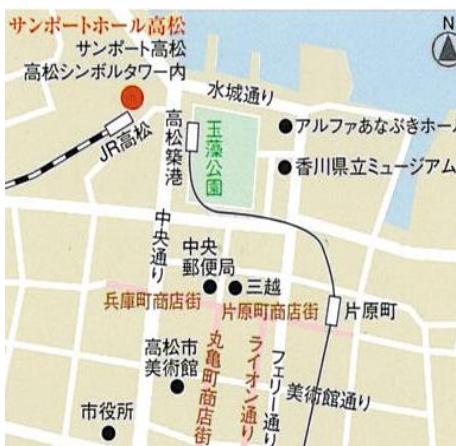 サンポートホール高松
サンポート高松
高松シンボルタワー内
N
水城通り
JR高松
高松築港
玉藻公園
アルファあなぶきホール
香川県立ミュージアム
中央通り
中央
郵便局
三越
兵庫町商店街
片原町商店街
片原町
高松市
美術館
丸亀町商店街
ライオン通り
フェリー通り
美術館通り
市役所